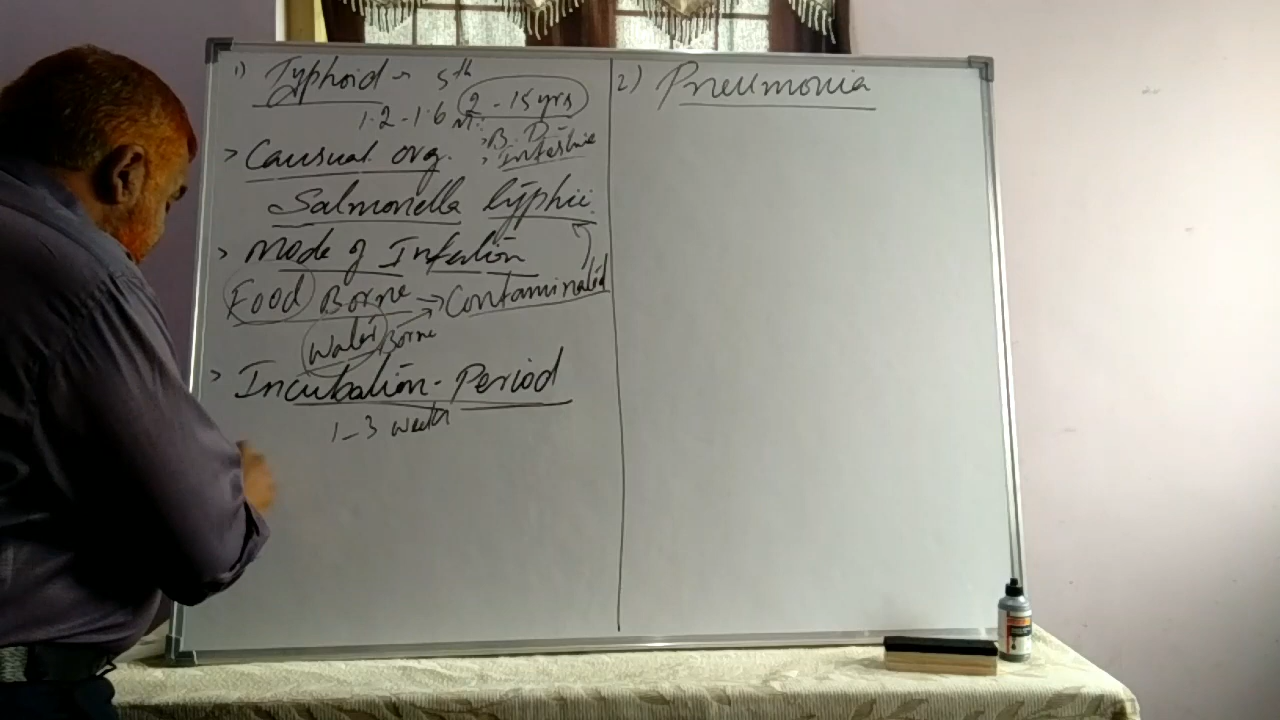 1) Typhoid - 5th
1.2 - 1.6 M: 2 - 15 yrs
> Causual org. > B.D
> Intestine
Salmonella typhii
> Mode of Infection
Food Borne → Contaminated
Water Borne
> Incubation - Period
1 - 3 weeks
2) Pneumonia